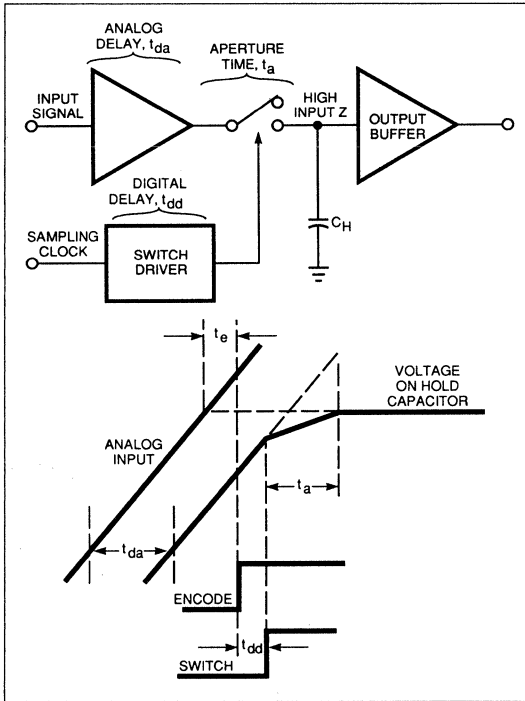 ANALOG
DELAY, tda
APERTURE
TIME, ta
INPUT
SIGNAL
HIGH
INPUT Z
OUTPUT
BUFFER
DIGITAL
DELAY, tdd
SAMPLING
CLOCK
SWITCH
DRIVER
CH
te
VOLTAGE
ON HOLD
CAPACITOR
ANALOG
INPUT
ta
tda
ENCODE
tdd
SWITCH